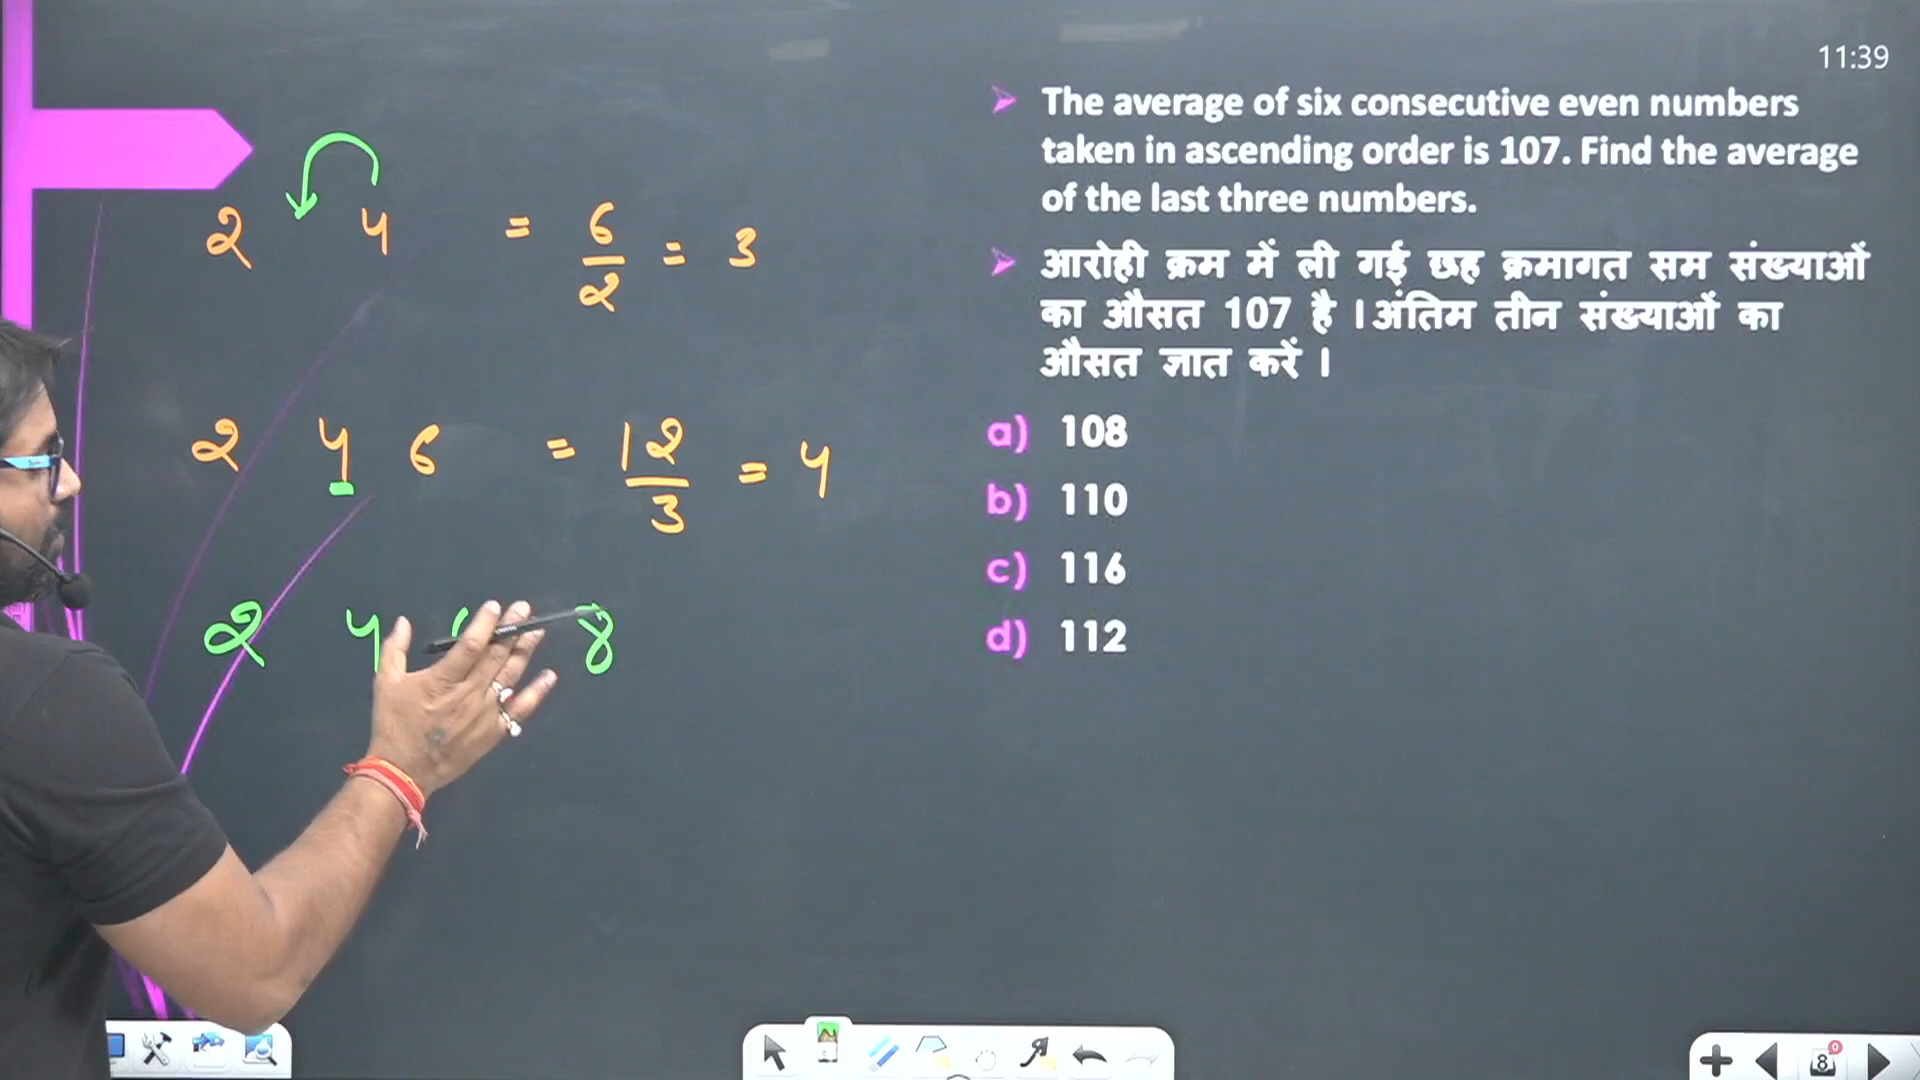 11:39
➤ The average of six consecutive even numbers
taken in ascending order is 107. Find the average
of the last three numbers.
➤ आरोही क्रम में ली गई छह क्रमागत सम संख्याओं
का औसत 107 है । अंतिम तीन संख्याओं का
औसत ज्ञात करें ।
a) 108
b) 110
c) 116
d) 112
2 4 = 6/2 = 3
2 4 6 = 12/3 = 4
2 4 8
8
0